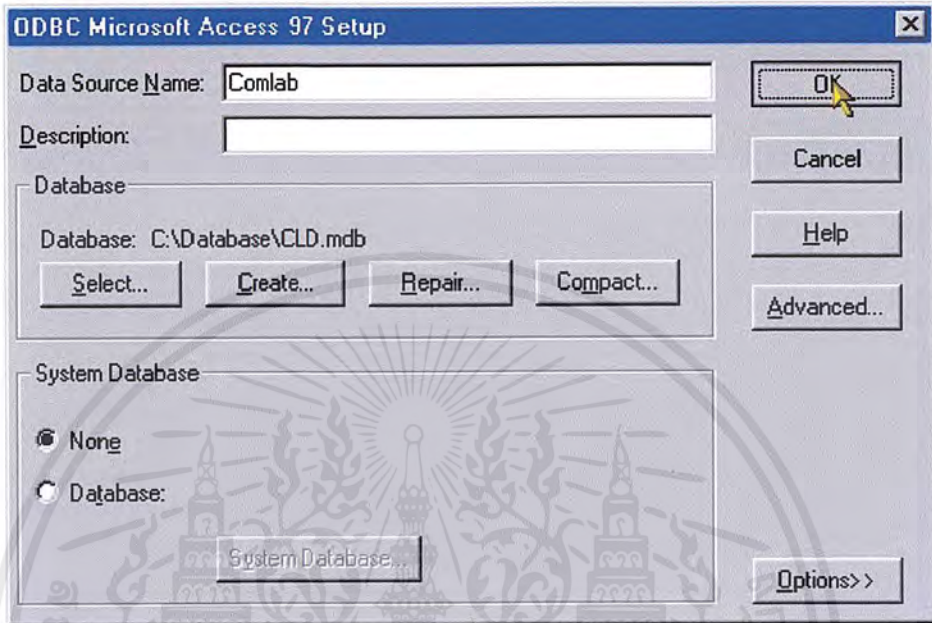 ODBC Microsoft Access 97 Setup
Data Source Name: Comlab
OK
Description:
Cancel
Database
Database: C:\Database\CLD.mdb
Help
Select... Create... Repair... Compact...
Advanced...
System Database
None
Database:
System Database...
Options>>